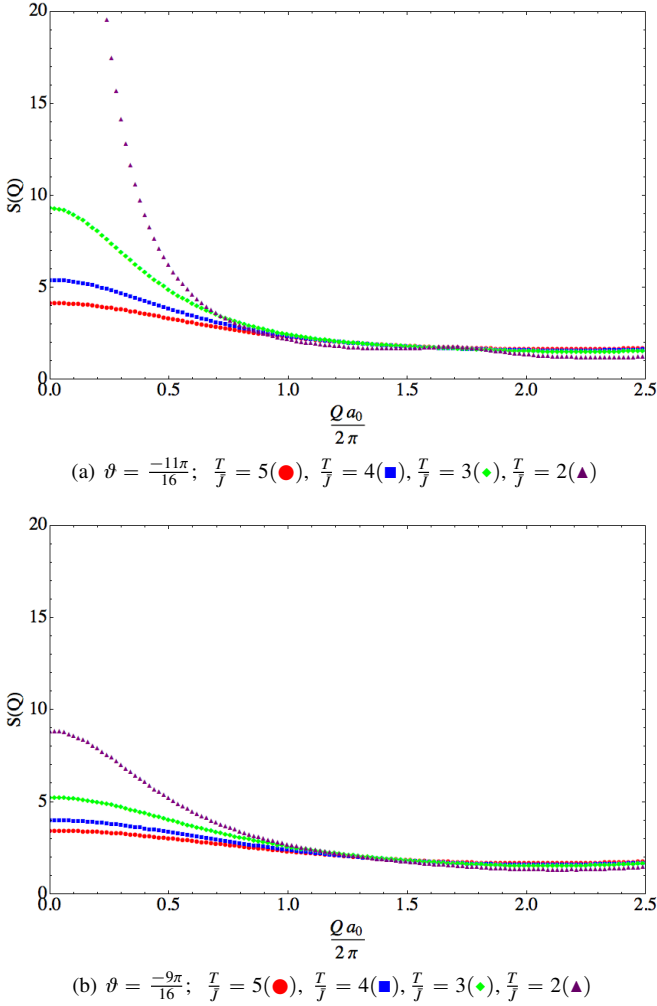 20
15
10
5
0
S(Q)
0.0 0.5 1.0 1.5 2.0 2.5
Q a₀
2 π
(a) ϑ = −11π/16; T/J̄ = 5(●), T/J̄ = 4(■), T/J̄ = 3(◆), T/J̄ = 2(▲)
20
15
10
5
0
S(Q)
0.0 0.5 1.0 1.5 2.0 2.5
Q a₀
2 π
(b) ϑ = −9π/16; T/J̄ = 5(●), T/J̄ = 4(■), T/J̄ = 3(◆), T/J̄ = 2(▲)